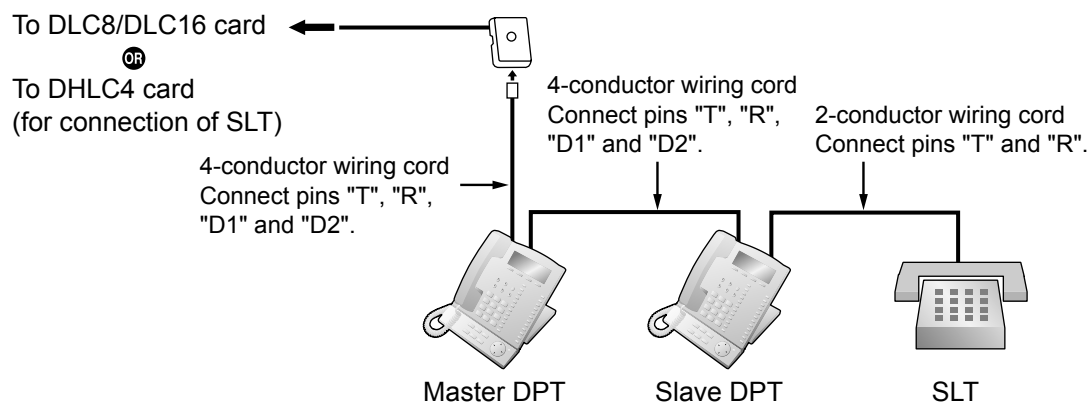 To DLC8/DLC16 card
OR
To DHLC4 card
(for connection of SLT)
4-conductor wiring cord
Connect pins "T", "R",
"D1" and "D2".
4-conductor wiring cord
Connect pins "T", "R",
"D1" and "D2".
2-conductor wiring cord
Connect pins "T" and "R".
Master DPT
Slave DPT
SLT